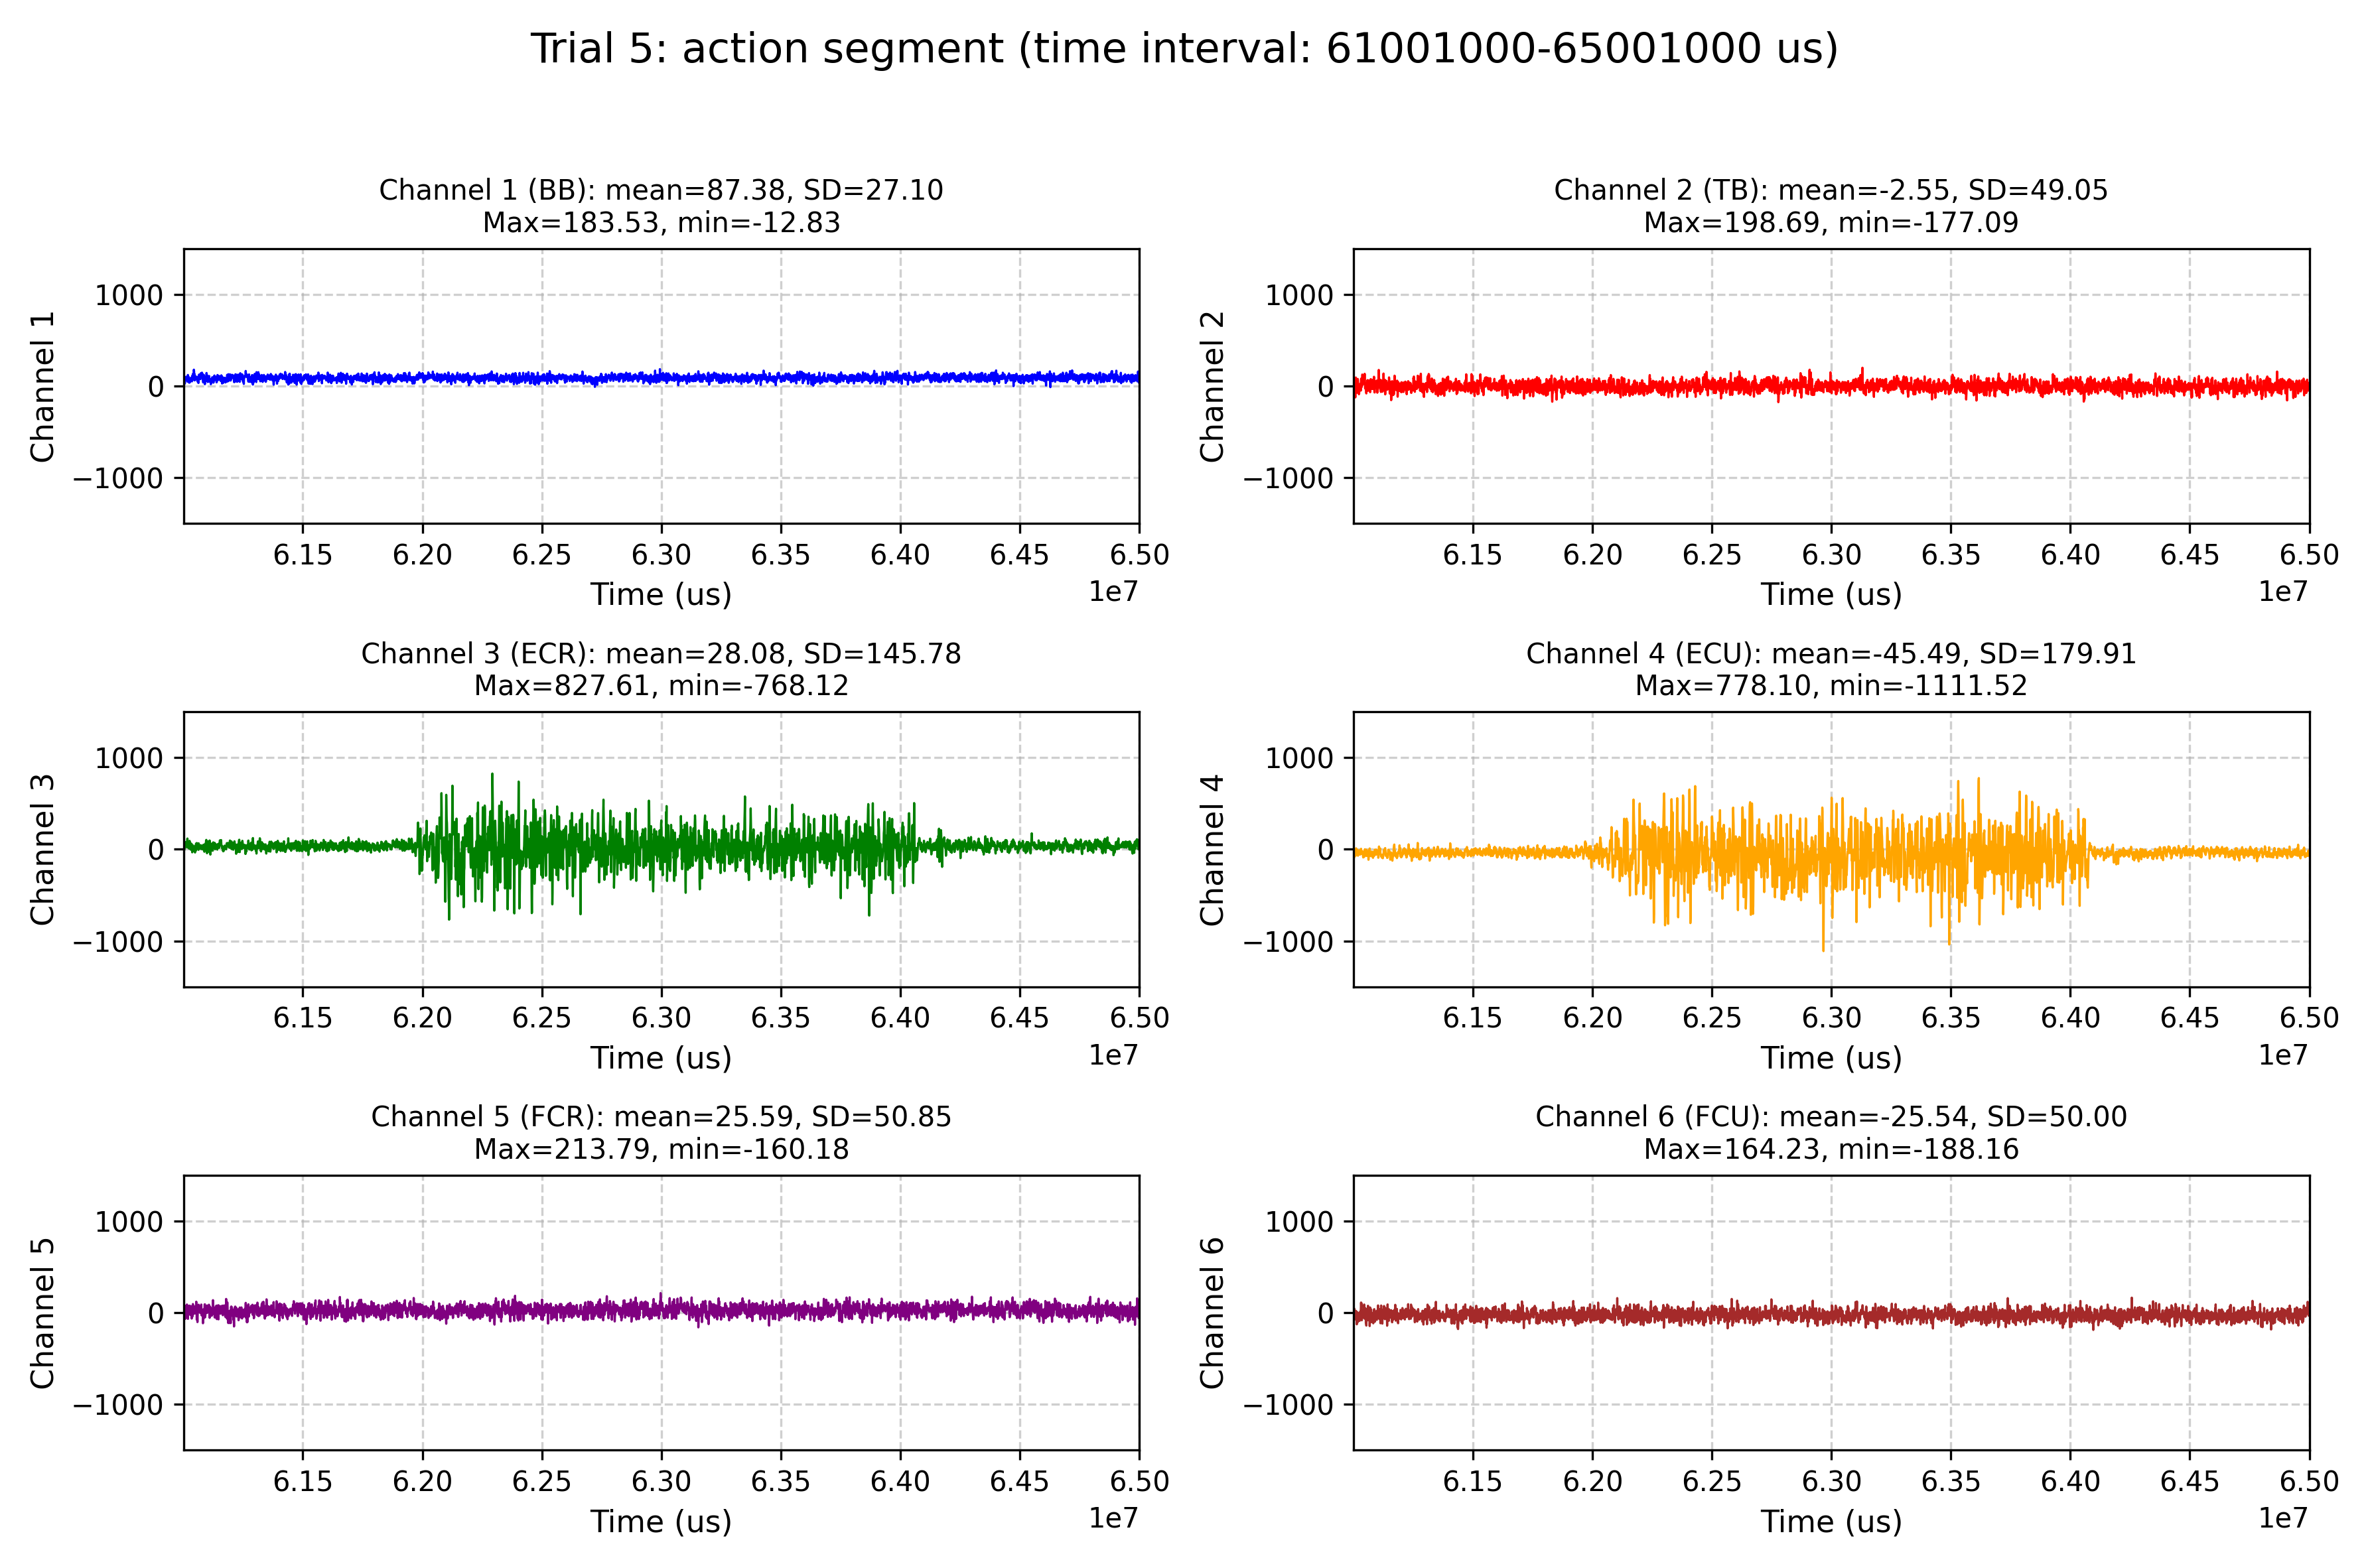 Trial 5: action segment (time interval: 61001000-65001000 us)
Channel 1 (BB): mean=87.38, SD=27.10
Max=183.53, min=-12.83
Channel 1
1000
0
−1000
6.15 6.20 6.25 6.30 6.35 6.40 6.45 6.50
Time (us)
1e7
Channel 2 (TB): mean=-2.55, SD=49.05
Max=198.69, min=-177.09
Channel 2
1000
0
−1000
6.15 6.20 6.25 6.30 6.35 6.40 6.45 6.50
Time (us)
1e7
Channel 3 (ECR): mean=28.08, SD=145.78
Max=827.61, min=-768.12
Channel 3
1000
0
−1000
6.15 6.20 6.25 6.30 6.35 6.40 6.45 6.50
Time (us)
1e7
Channel 4 (ECU): mean=-45.49, SD=179.91
Max=778.10, min=-1111.52
Channel 4
1000
0
−1000
6.15 6.20 6.25 6.30 6.35 6.40 6.45 6.50
Time (us)
1e7
Channel 5 (FCR): mean=25.59, SD=50.85
Max=213.79, min=-160.18
Channel 5
1000
0
−1000
6.15 6.20 6.25 6.30 6.35 6.40 6.45 6.50
Time (us)
1e7
Channel 6 (FCU): mean=-25.54, SD=50.00
Max=164.23, min=-188.16
Channel 6
1000
0
−1000
6.15 6.20 6.25 6.30 6.35 6.40 6.45 6.50
Time (us)
1e7